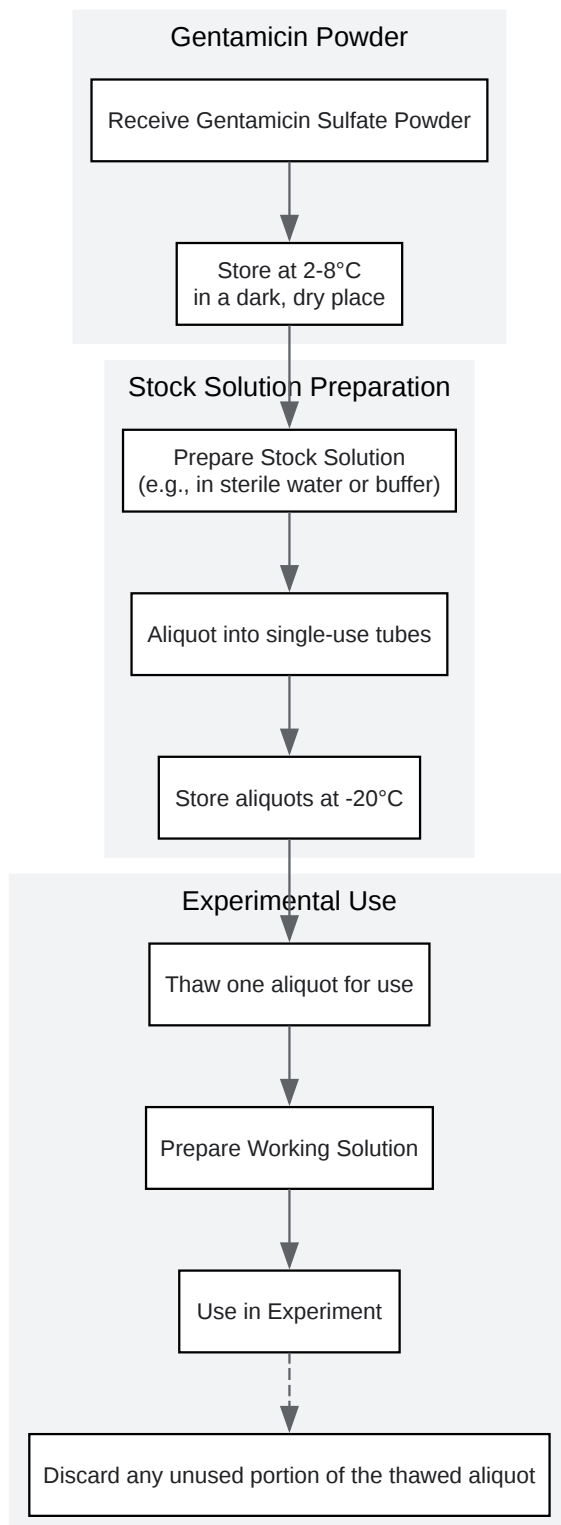 Gentamicin Powder
Receive Gentamicin Sulfate Powder
Store at 2-8°C
in a dark, dry place
Stock Solution Preparation
Prepare Stock Solution
(e.g., in sterile water or buffer)
Aliquot into single-use tubes
Store aliquots at -20°C
Experimental Use
Thaw one aliquot for use
Prepare Working Solution
Use in Experiment
Discard any unused portion of the thawed aliquot